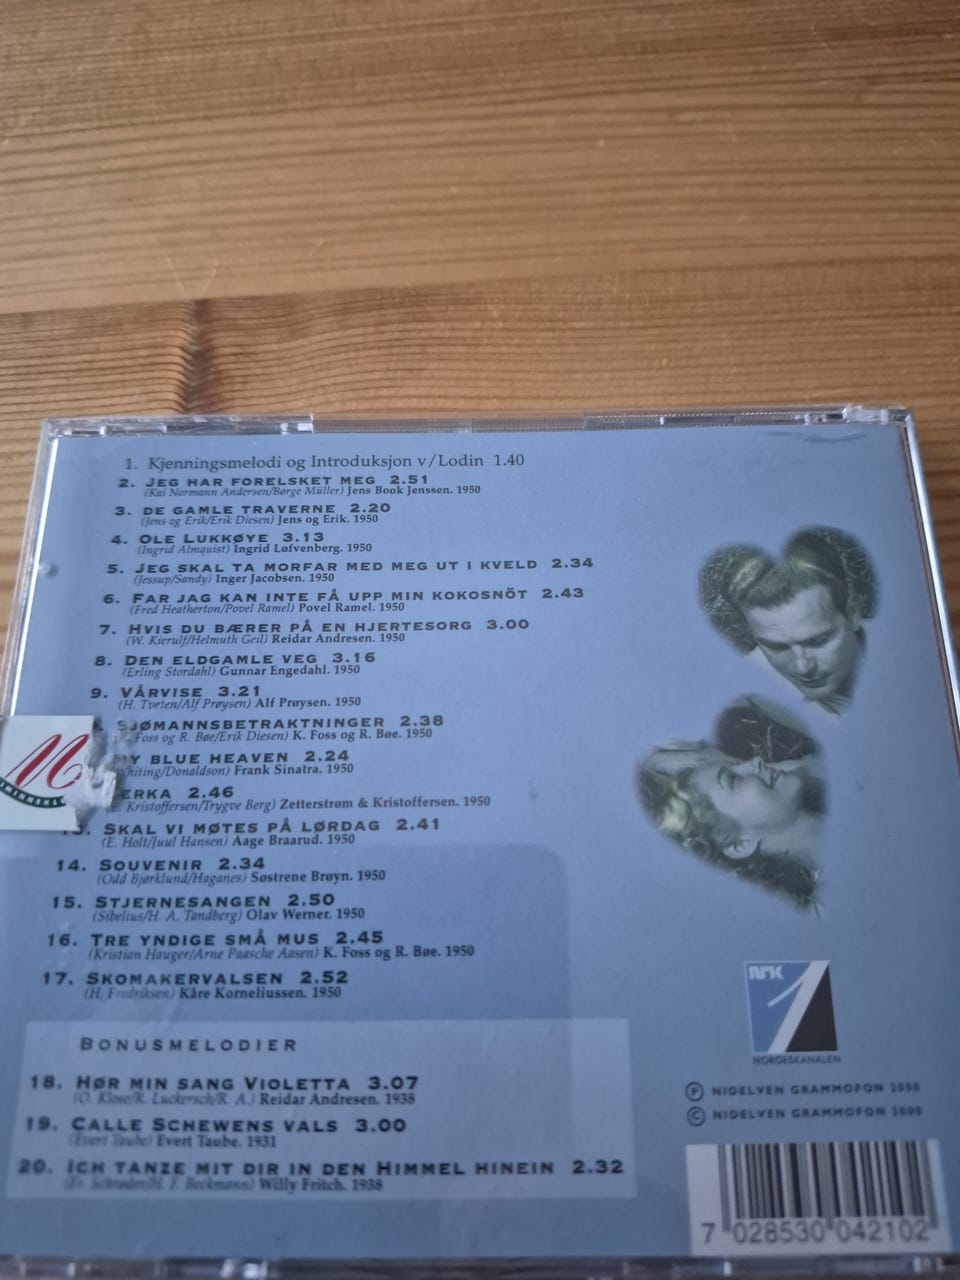 1. Kjenningsmelodi og Introduksjon v/Lodin 1.40
2. JEG HAR FORELSKET MEG 2.51
(Kai Normann Andersen/Børge Müller) Jens Book Jenssen. 1950
3. DE GAMLE TRAVERNE 2.20
(Jens og Erik/Erik Diesen) Jens og Erik. 1950
4. OLE LUKKØYE 3.13
(Ingrid Almquist) Ingrid Løfvenberg. 1950
5. JEG SKAL TA MORFAR MED MEG UT I KVELD 2.34
(Jessup/Sandy) Inger Jacobsen. 1950
6. FAR JAG KAN INTE FÅ UPP MIN KOKOSNÖT 2.43
(Fred Heatherton/Povel Ramel) Povel Ramel. 1950
7. HVIS DU BÆRER PÅ EN HJERTESORG 3.00
(W. Kierulf/Helmuth Geil) Reidar Andresen. 1950
8. DEN ELDGAMLE VEG 3.16
(Erling Stordahl) Gunnar Engedahl. 1950
9. VÅRVISE 3.21
(H. Tveten/Alf Prøysen) Alf Prøysen. 1950
SJØMANNSBETRAKTNINGER 2.38
Foss og R. Bøe/Erik Diesen) K. Foss og R. Bøe. 1950
MY BLUE HEAVEN 2.24
Whiting/Donaldson) Frank Sinatra. 1950
ERKA 2.46
Kristoffersen/Trygve Berg) Zetterstrøm & Kristoffersen. 1950
13. SKAL VI MØTES PÅ LØRDAG 2.41
(E. Holt/Juul Hansen) Aage Braarud. 1950
14. SOUVENIR 2.34
(Odd Bjørklund/Haganes) Søstrene Brøyn. 1950
15. STJERNESANGEN 2.50
(Sibelius/H. A. Tandberg) Olav Werner. 1950
16. TRE YNDIGE SMÅ MUS 2.45
(Kristian Hauger/Arne Paasche Aasen) K. Foss og R. Bøe. 1950
17. SKOMAKERVALSEN 2.52
(H. Fredriksen) Kåre Korneliussen. 1950
BONUSMELODIER
18. HØR MIN SANG VIOLETTA 3.07
(O. Klose/R. Luckersch/R. A.) Reidar Andresen. 1938
19. CALLE SCHEWENS VALS 3.00
(Evert Taube) Evert Taube. 1931
20. ICH TANZE MIT DIR IN DEN HIMMEL HINEIN 2.32
(Fr. Schrøder/H. F. Beckmann) Willy Fritch. 1938
M
MINNEK
NRK 1
NORGESKANALEN
Ⓟ NIDELVEN GRAMMOFON 2000
© NIDELVEN GRAMMOFON 2000
7 028530 042102